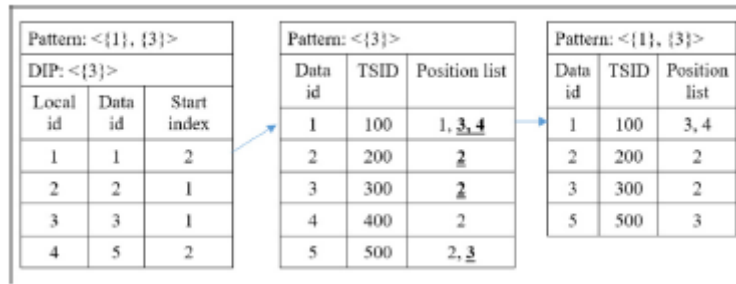 Pattern: <{1}, {3}>
DIP: <{3}>
Local id Data id Start index
1 1 2
2 2 1
3 3 1
4 5 2
Pattern: <{3}>
Data id TSID Position list
1 100 1, 3, 4
2 200 2
3 300 2
4 400 2
5 500 2, 3
Pattern: <{1}, {3}>
Data id TSID Position list
1 100 3, 4
2 200 2
3 300 2
5 500 3